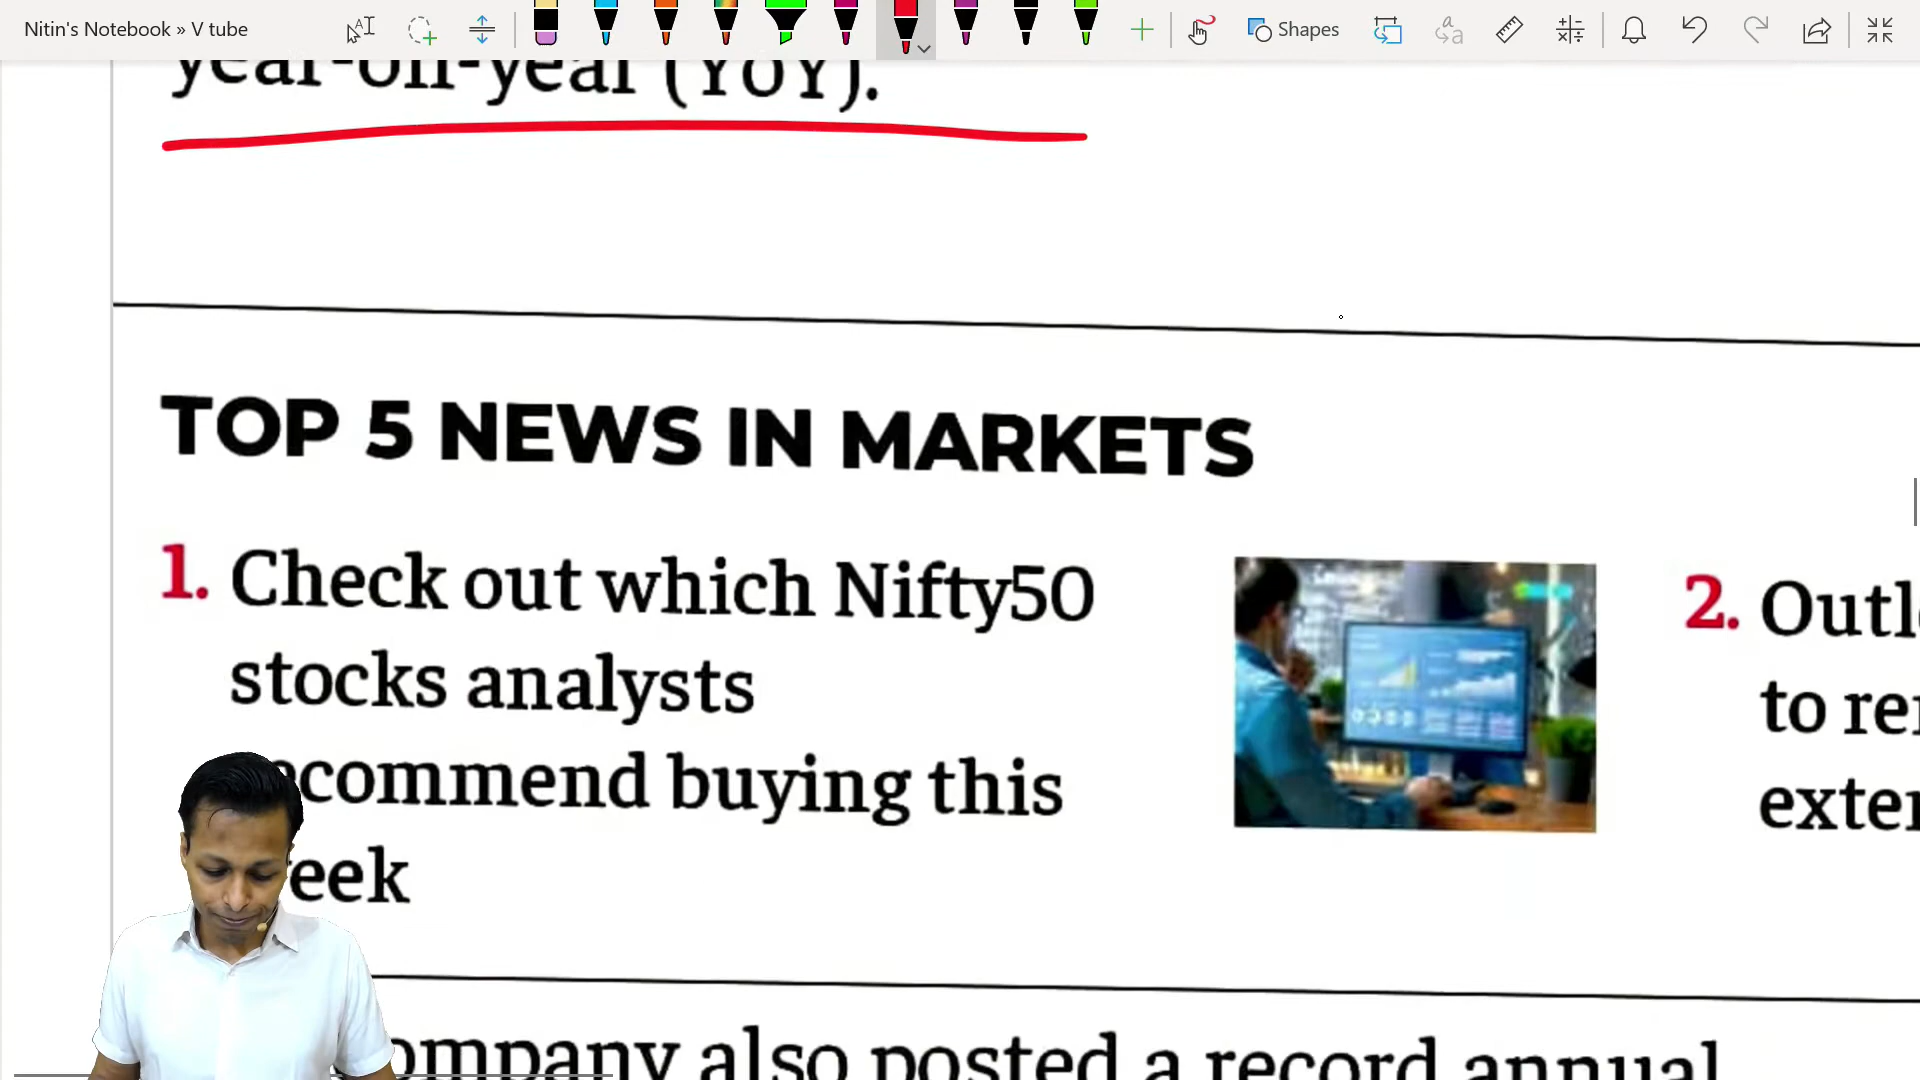 Nitin's Notebook » V tube
Shapes
year-on-year (YoY).
TOP 5 NEWS IN MARKETS
1. Check out which Nifty50
stocks analysts
ecommend buying this
eek
2. Outl
to re
exter
ompany also posted a record annual